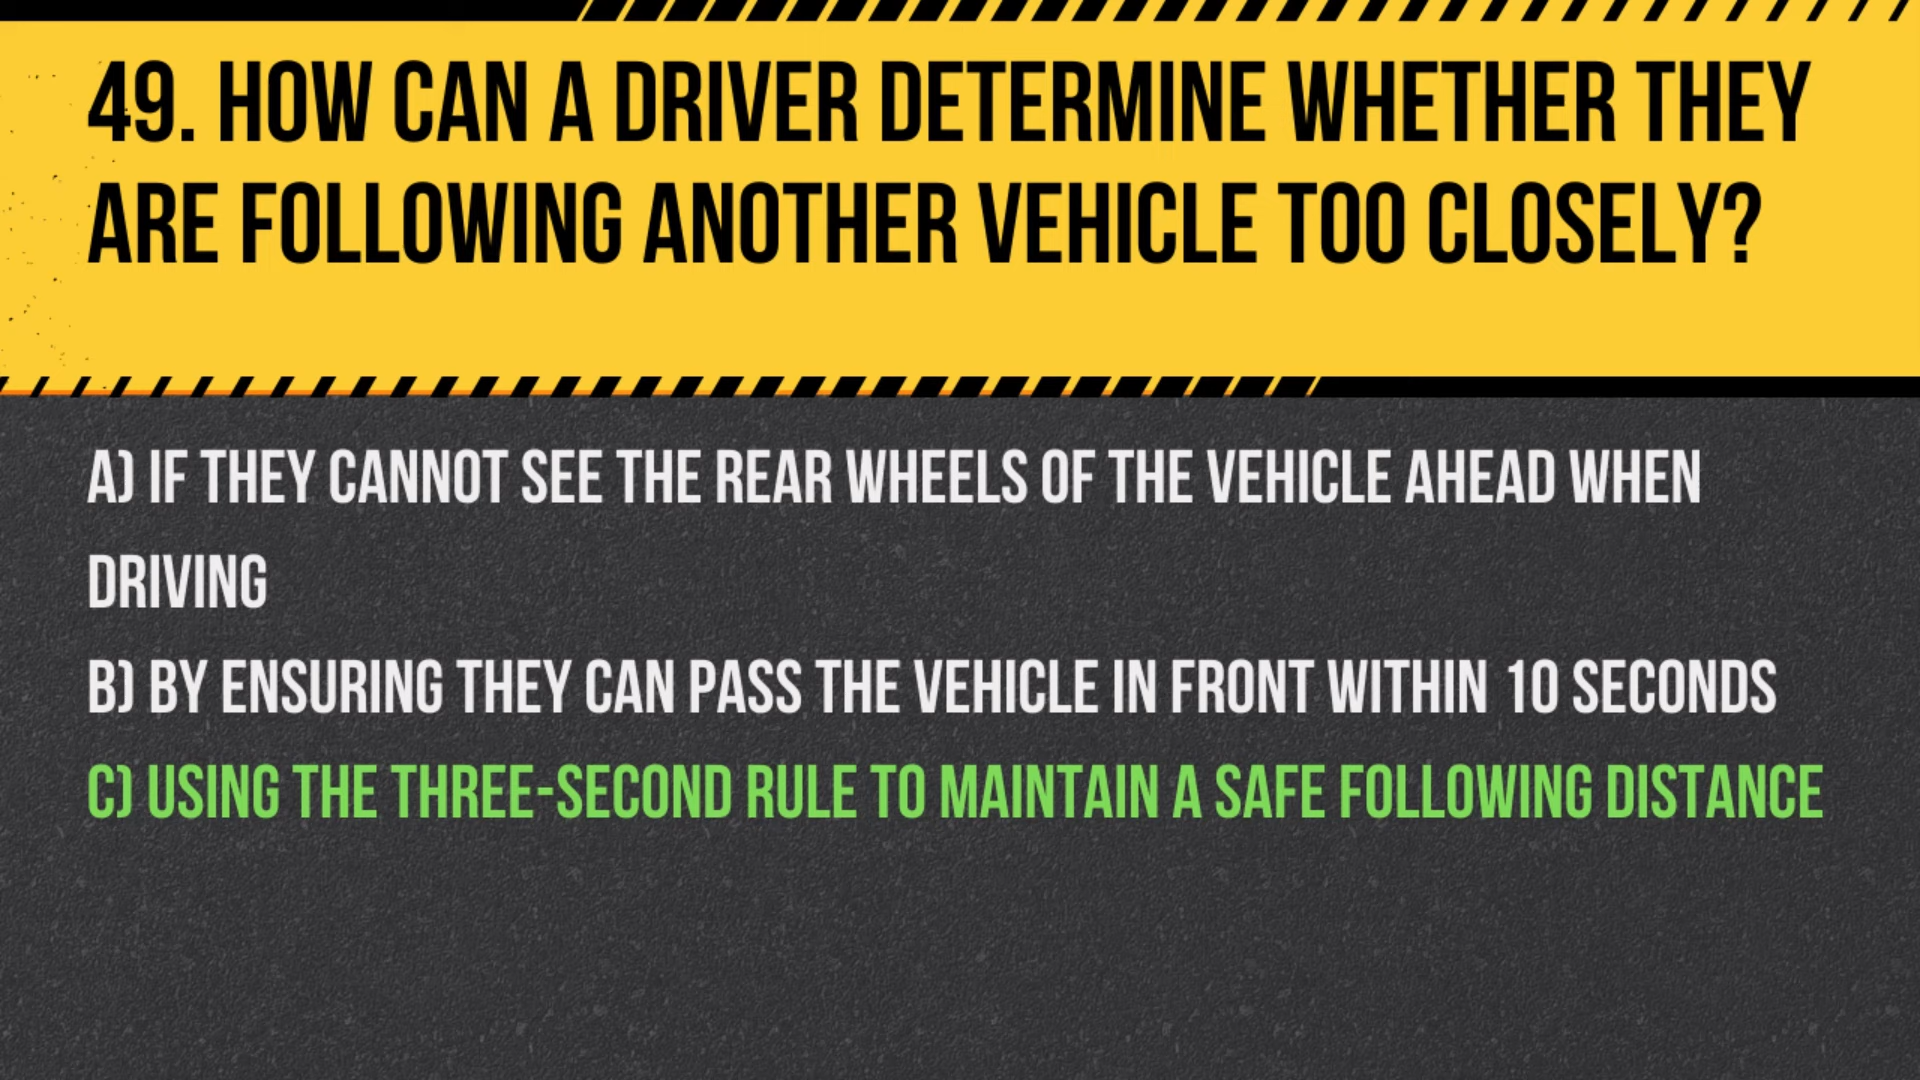 49. HOW CAN A DRIVER DETERMINE WHETHER THEY
ARE FOLLOWING ANOTHER VEHICLE TOO CLOSELY?
A) IF THEY CANNOT SEE THE REAR WHEELS OF THE VEHICLE AHEAD WHEN
DRIVING
B) BY ENSURING THEY CAN PASS THE VEHICLE IN FRONT WITHIN 10 SECONDS
C) USING THE THREE-SECOND RULE TO MAINTAIN A SAFE FOLLOWING DISTANCE